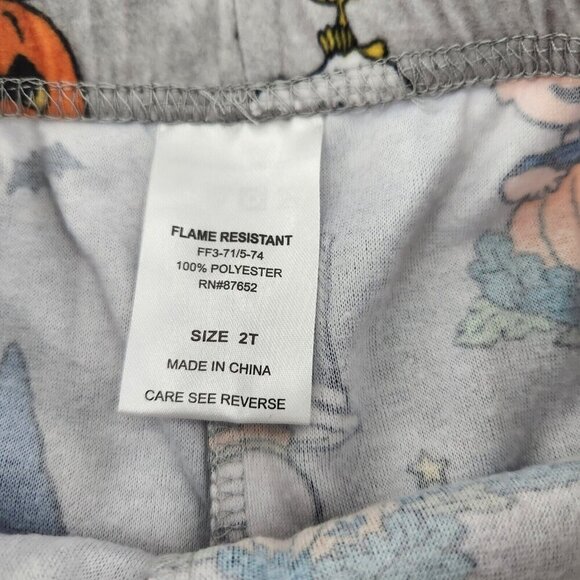 FLAME RESISTANT
FF3-71/5-74
100% POLYESTER
RN#87652
SIZE 2T
MADE IN CHINA
CARE SEE REVERSE